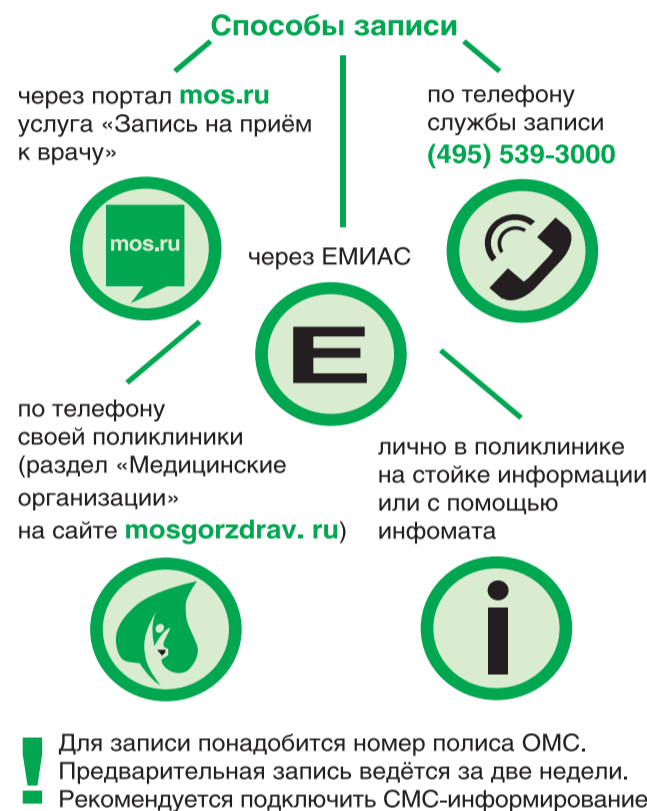 Способы записи
через портал mos.ru
услуга «Запись на приём
к врачу»
mos.ru
по телефону
службы записи
(495) 539-3000
через ЕМИАС
Е
по телефону
своей поликлиники
(раздел «Медицинские
организации»
на сайте mosgorzdrav. ru)
лично в поликлинике
на стойке информации
или с помощью
инфомата
i
! Для записи понадобится номер полиса ОМС.
Предварительная запись ведётся за две недели.
Рекомендуется подключить СМС-информирование